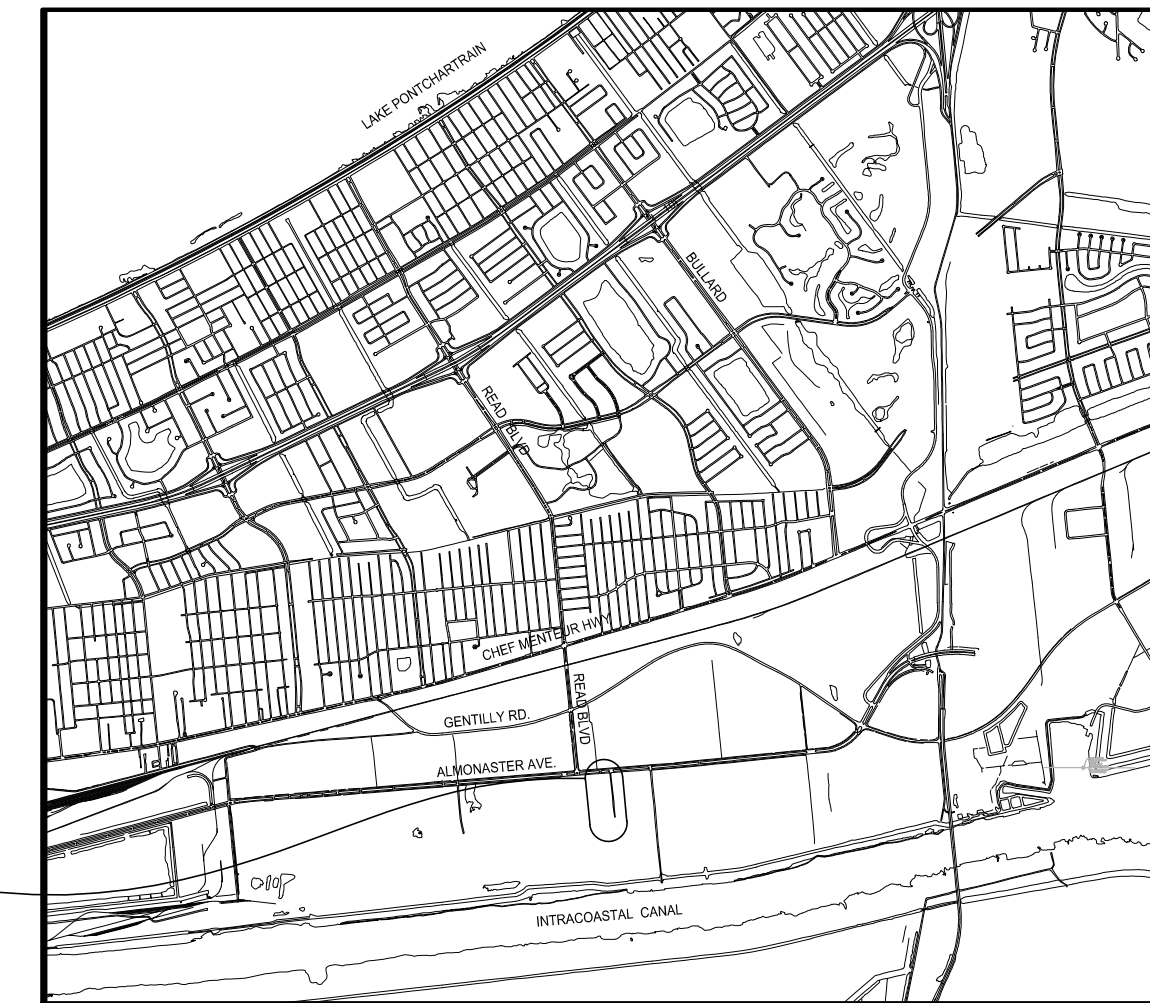 LAKE PONTCHARTRAIN
BULLARD
READ BLVD
CHEF MENTEUR HWY
READ BLVD
GENTILLY RD.
ALMONASTER AVE.
INTRACOASTAL CANAL